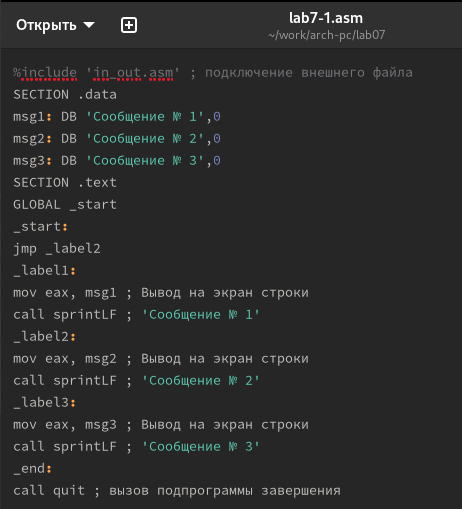 Открыть
lab7-1.asm
~/work/arch-pc/lab07
%include 'in_out.asm' ; подключение внешнего файла
SECTION .data
msg1: DB 'Сообщение № 1',0
msg2: DB 'Сообщение № 2',0
msg3: DB 'Сообщение № 3',0
SECTION .text
GLOBAL _start
_start:
jmp _label2
_label1:
mov eax, msg1 ; Вывод на экран строки
call sprintLF ; 'Сообщение № 1'
_label2:
mov eax, msg2 ; Вывод на экран строки
call sprintLF ; 'Сообщение № 2'
_label3:
mov eax, msg3 ; Вывод на экран строки
call sprintLF ; 'Сообщение № 3'
_end:
call quit ; вызов подпрограммы завершения